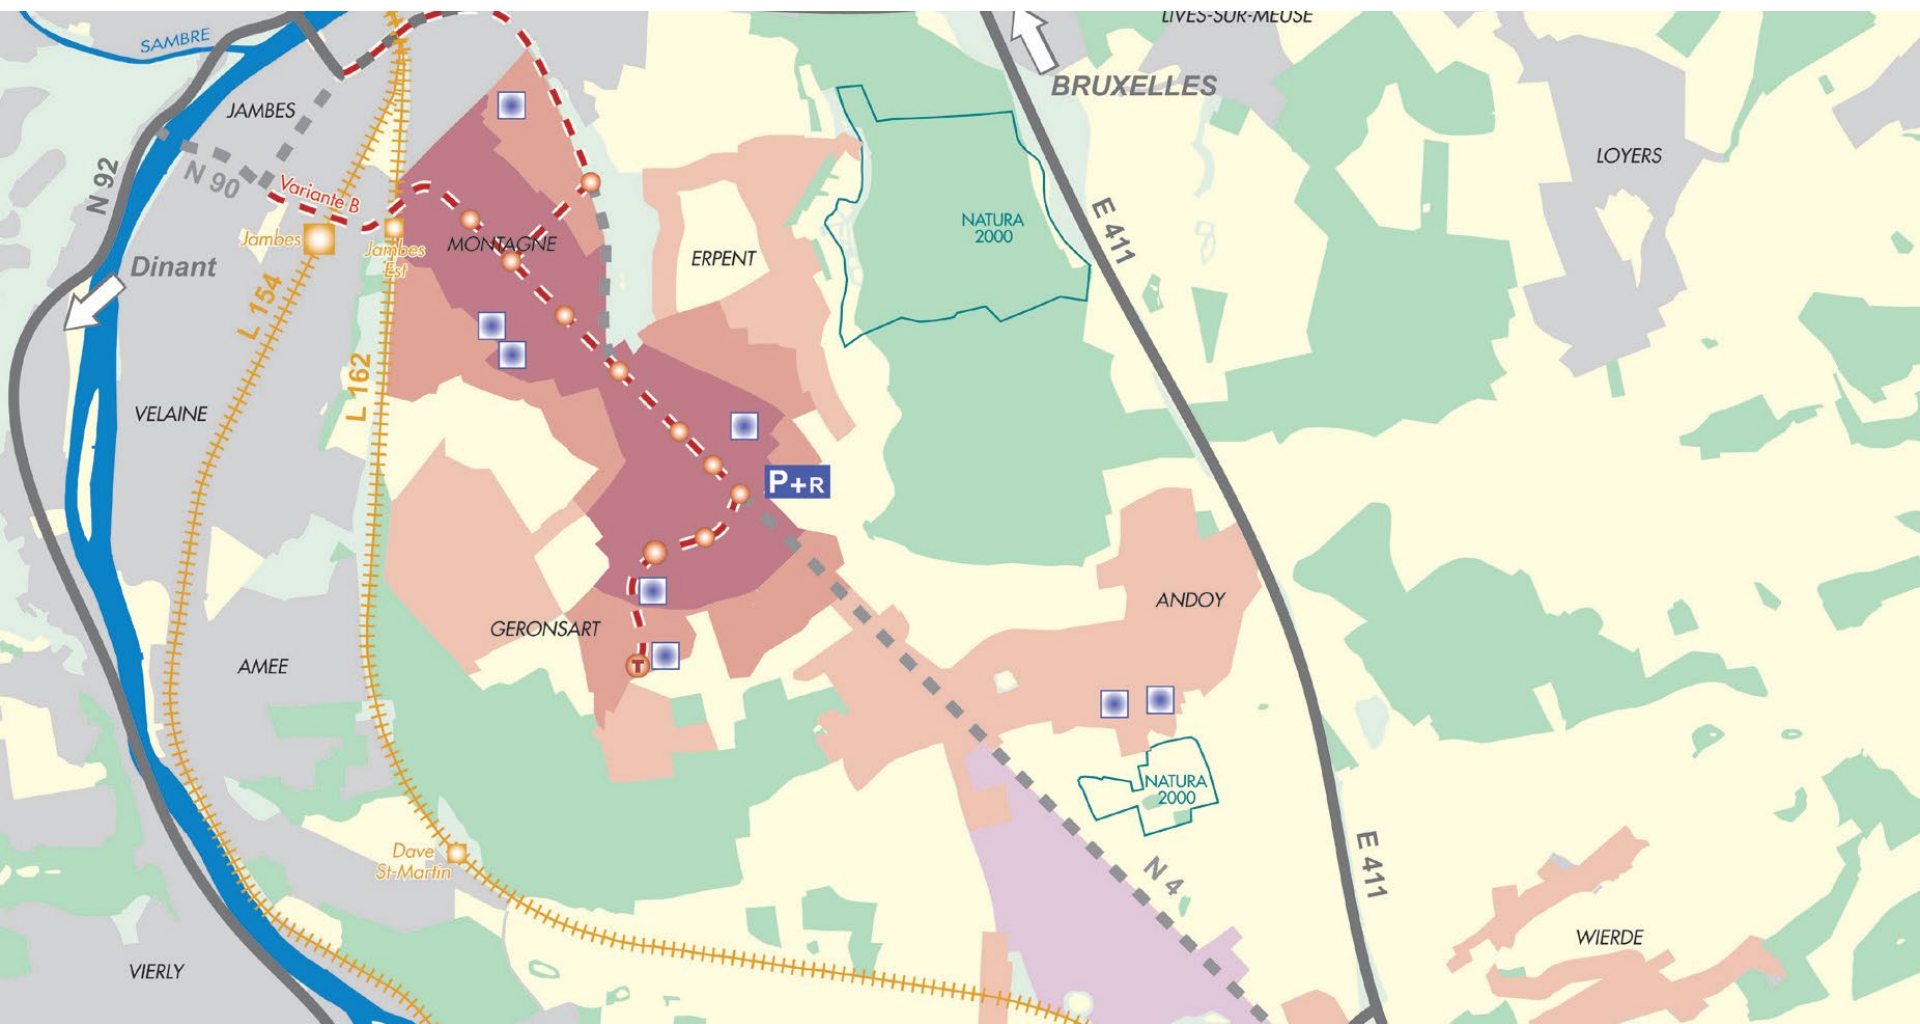 LIVES-SUR-MEUSE
SAMBRE
BRUXELLES
JAMBES
LOYERS
N 92
N 90
Variante B
NATURA
2000
E 411
Jambes
Jambes
Est
MONTAGNE
ERPENT
Dinant
L 154
L 162
VELAINE
P+R
ANDOY
GERONSART
AMEE
T
NATURA
2000
Dave
St-Martin
N 4
E 411
WIERDE
VIERLY